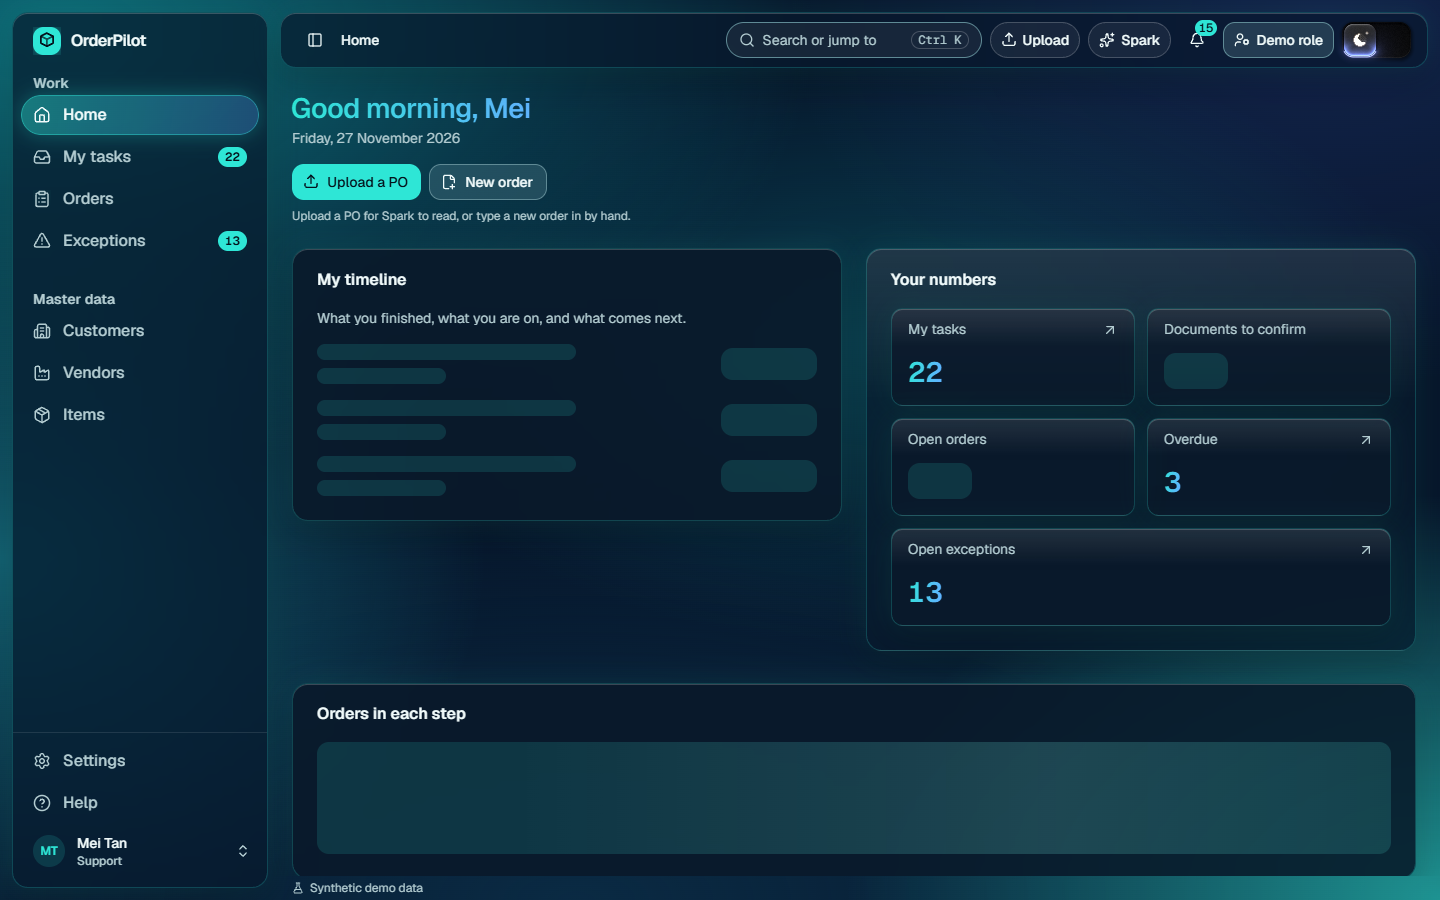 OrderPilot
Work
Home
My tasks 22
Orders
Exceptions 13
Master data
Customers
Vendors
Items
Settings
Help
MT
Mei Tan
Support
Home
Search or jump to Ctrl K
Upload
Spark
15
Demo role
Good morning, Mei
Friday, 27 November 2026
Upload a PO
New order
Upload a PO for Spark to read, or type a new order in by hand.
My timeline
What you finished, what you are on, and what comes next.
Your numbers
My tasks
22
Documents to confirm
Open orders
Overdue
3
Open exceptions
13
Orders in each step
Synthetic demo data